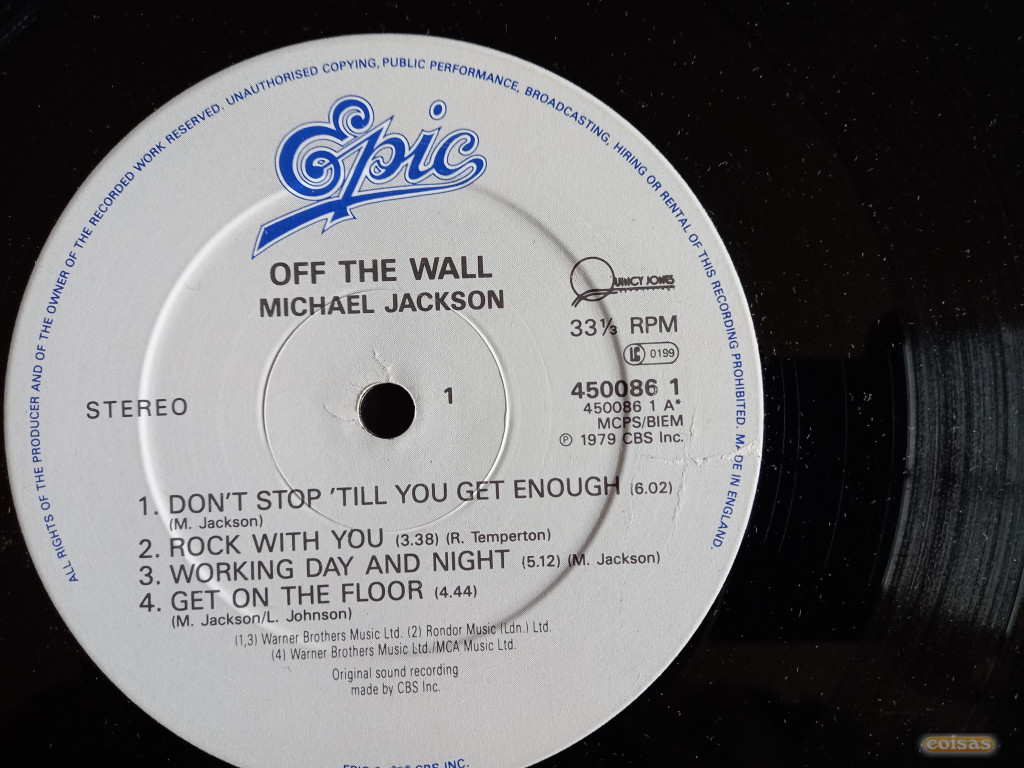 ALL RIGHTS OF THE PRODUCER AND OF THE OWNER OF THE RECORDED WORK RESERVED. UNAUTHORISED COPYING, PUBLIC PERFORMANCE, BROADCASTING, HIRING OR RENTAL OF THIS RECORDING PROHIBITED. MADE IN ENGLAND.
Epic
OFF THE WALL
MICHAEL JACKSON
QUINCY JONES
33⅓ RPM
LC 0199
STEREO
1
450086 1
450086 1 A*
MCPS/BIEM
℗ 1979 CBS Inc.
1. DON'T STOP 'TILL YOU GET ENOUGH (6.02)
(M. Jackson)
2. ROCK WITH YOU (3.38) (R. Temperton)
3. WORKING DAY AND NIGHT (5.12) (M. Jackson)
4. GET ON THE FLOOR (4.44)
(M. Jackson/L. Johnson)
(1,3) Warner Brothers Music Ltd. (2) Rondor Music (Ldn.) Ltd.
(4) Warner Brothers Music Ltd./MCA Music Ltd.
Original sound recording
made by CBS Inc.
CBS INC.
coisas